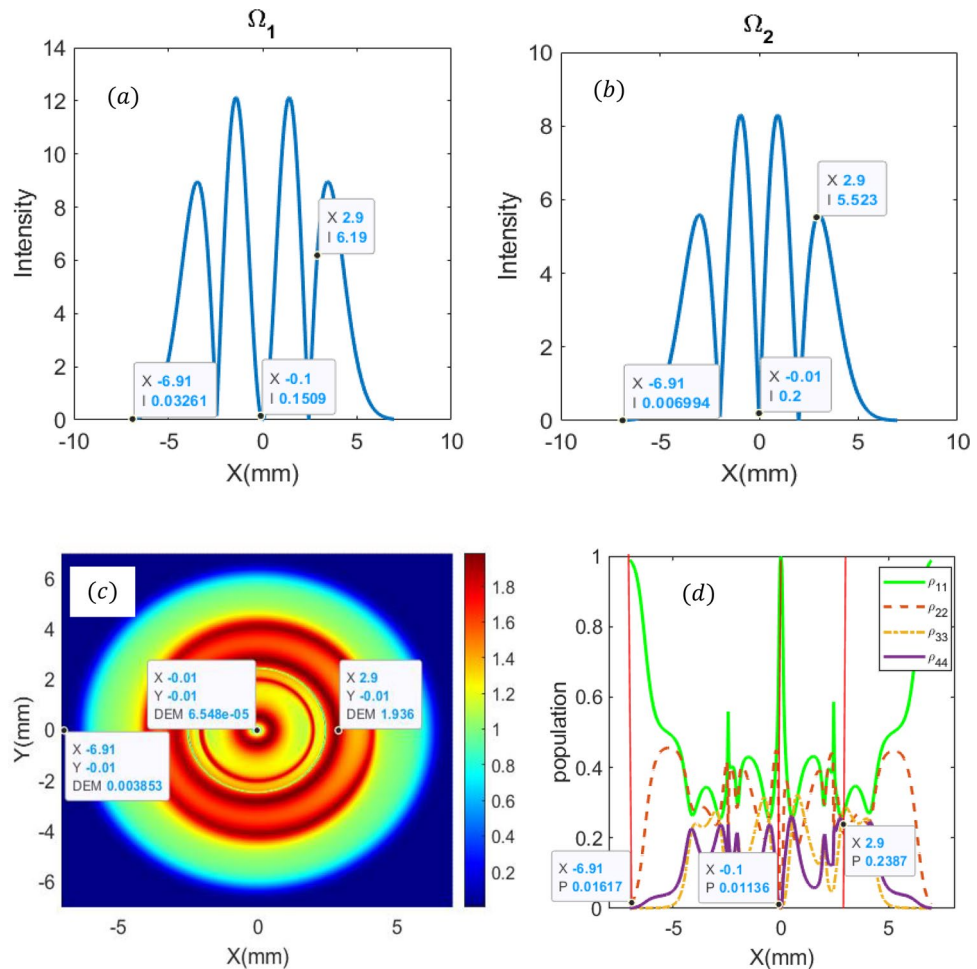 Ω1
(a)
14
12
10
8
6
4
2
0
Intensity
X 2.9
I 6.19
X -6.91
I 0.03261
X -0.1
I 0.1509
-10
-5
0
5
10
X(mm)
Ω2
(b)
10
8
6
4
2
0
Intensity
X 2.9
I 5.523
X -6.91
I 0.006994
X -0.01
I 0.2
-10
-5
0
5
10
X(mm)
(c)
6
4
2
0
-2
-4
-6
Y(mm)
X -0.01
Y -0.01
DEM 6.548e-05
X 2.9
Y -0.01
DEM 1.936
X -6.91
Y -0.01
DEM 0.003853
-5
0
5
X(mm)
1.8
1.6
1.4
1.2
1
0.8
0.6
0.4
0.2
(d)
1
0.8
0.6
0.4
0.2
0
population
ρ11
ρ22
ρ33
ρ44
X -6.91
P 0.01617
X -0.1
P 0.01136
X 2.9
P 0.2387
-5
0
5
X(mm)